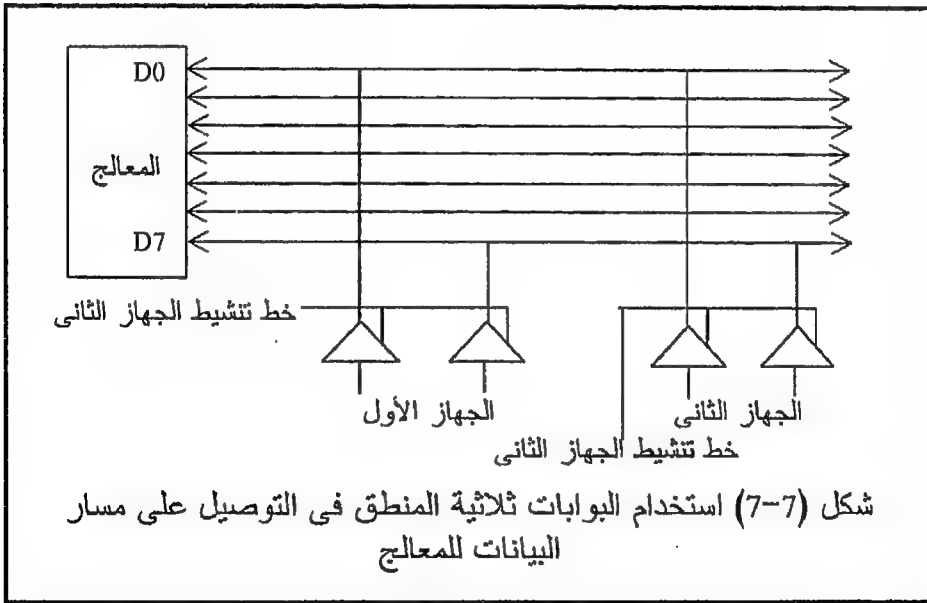 D0
المعالج
D7
خط تنشيط الجهاز الثانى
الجهاز الأول
الجهاز الثانى
خط تنشيط الجهاز الثانى
شكل (7-7) استخدام البوابات ثلاثية المنطق فى التوصيل على مسار
البيانات للمعالج